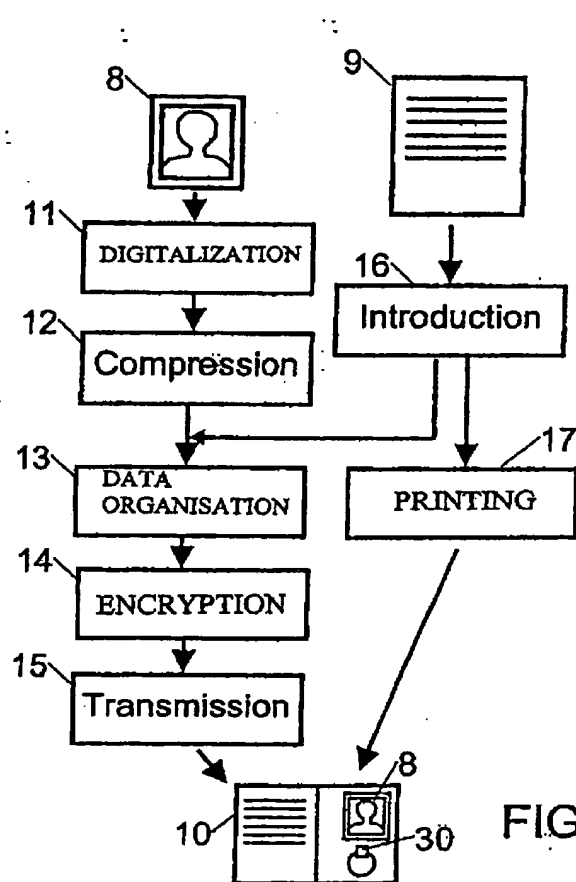 8
9
11
DIGITALIZATION
16
Introduction
12
Compression
13
DATA
ORGANISATION
17
PRINTING
14
ENCRYPTION
15
Transmission
8
10
30
FIG